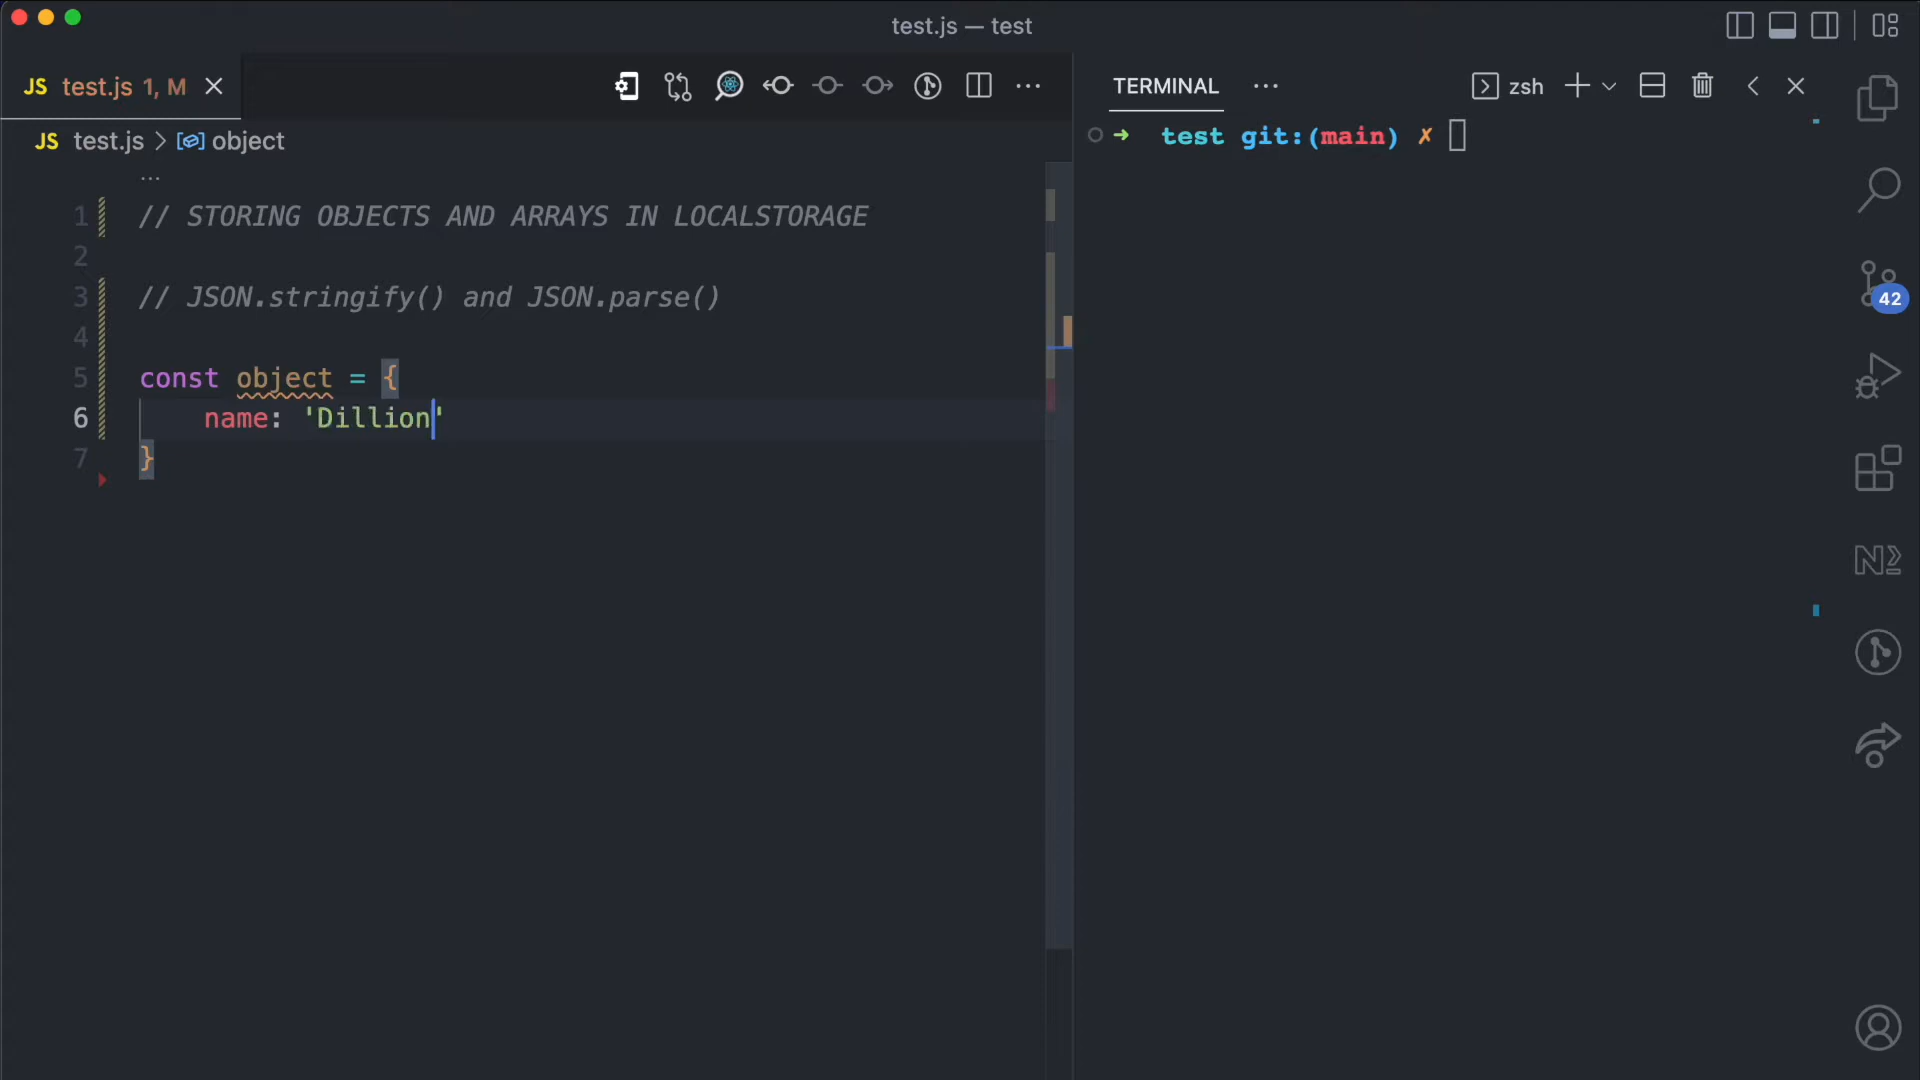 test.js — test
JS test.js 1, M
TERMINAL
zsh
JS test.js > object
test git:(main) ✗
1 // STORING OBJECTS AND ARRAYS IN LOCALSTORAGE
2
3 // JSON.stringify() and JSON.parse()
4
5 const object = {
6 name: 'Dillion'
7 }
42